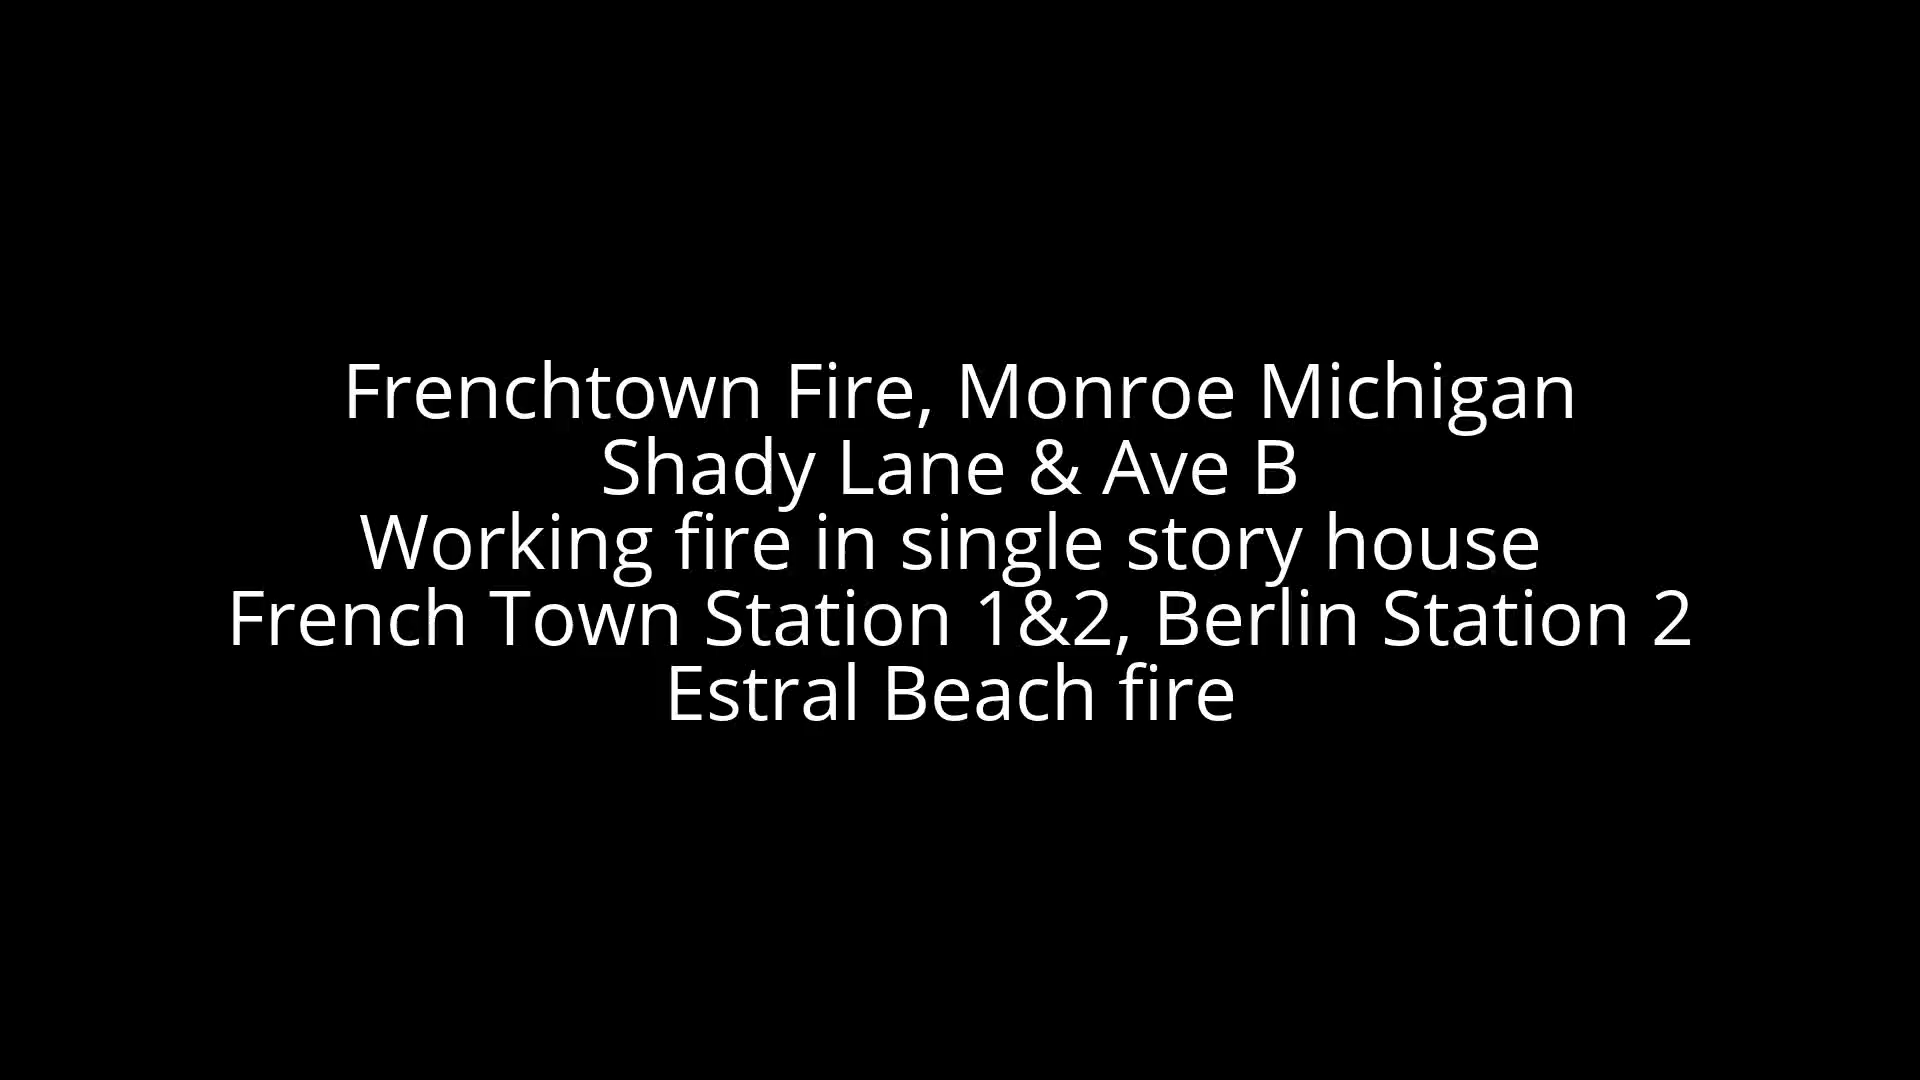 Frenchtown Fire, Monroe Michigan
Shady Lane & Ave B
Working fire in single story house
French Town Station 1&2, Berlin Station 2
Estral Beach fire